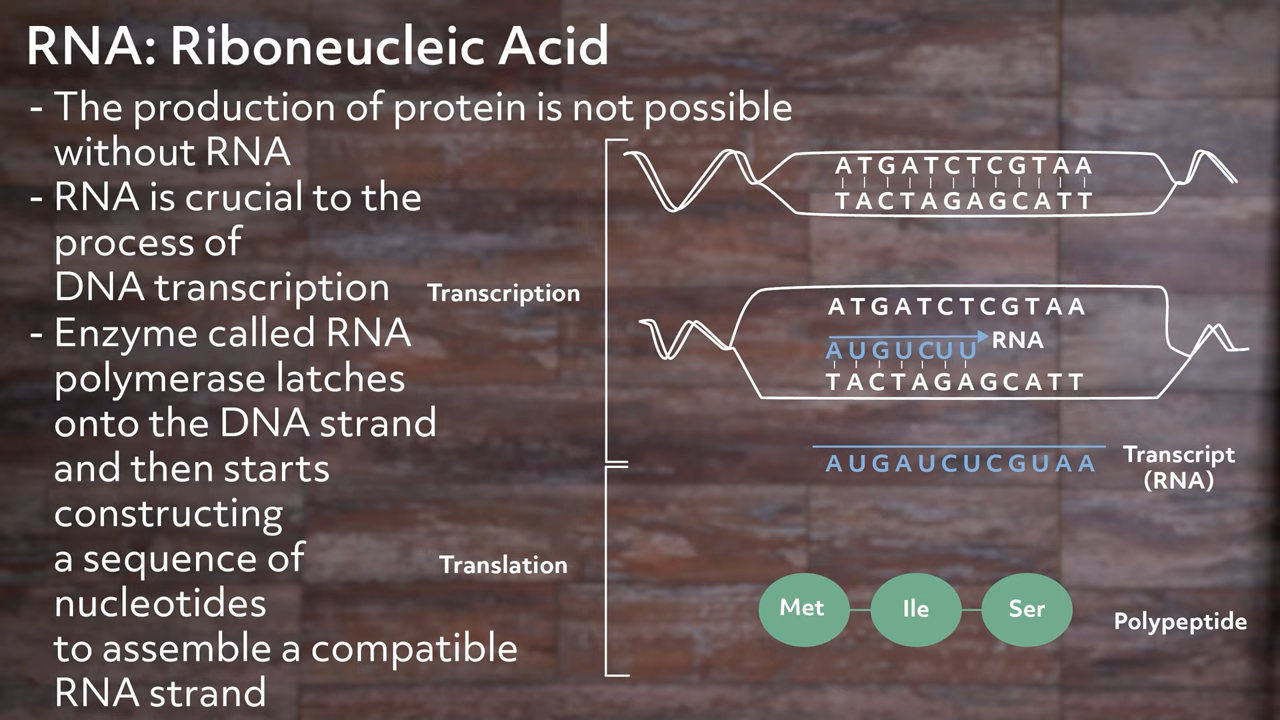 RNA: Riboneucleic Acid
- The production of protein is not possible
without RNA
- RNA is crucial to the
process of
DNA transcription
- Enzyme called RNA
polymerase latches
onto the DNA strand
and then starts
constructing
a sequence of
nucleotides
to assemble a compatible
RNA strand
Transcription
ATGATCTCGTAA
TACTAGAGCATT
ATGATCTCGTAA
RNA
AUGUCUU
TACTAGAGCATT
AUGAUCUCGUAA
Transcript
(RNA)
Translation
Met
Ile
Ser
Polypeptide